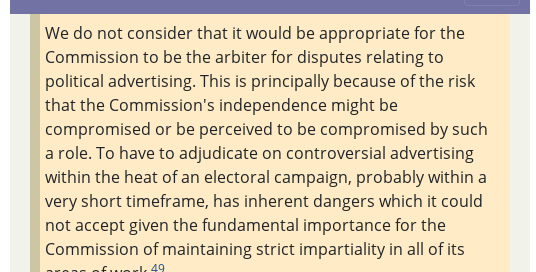 We do not consider that it would be appropriate for the
Commission to be the arbiter for disputes relating to
political advertising. This is principally because of the risk
that the Commission's independence might be
compromised or be perceived to be compromised by such
a role. To have to adjudicate on controversial advertising
within the heat of an electoral campaign, probably within a
very short timeframe, has inherent dangers which it could
not accept given the fundamental importance for the
Commission of maintaining strict impartiality in all of its
areas of work.49